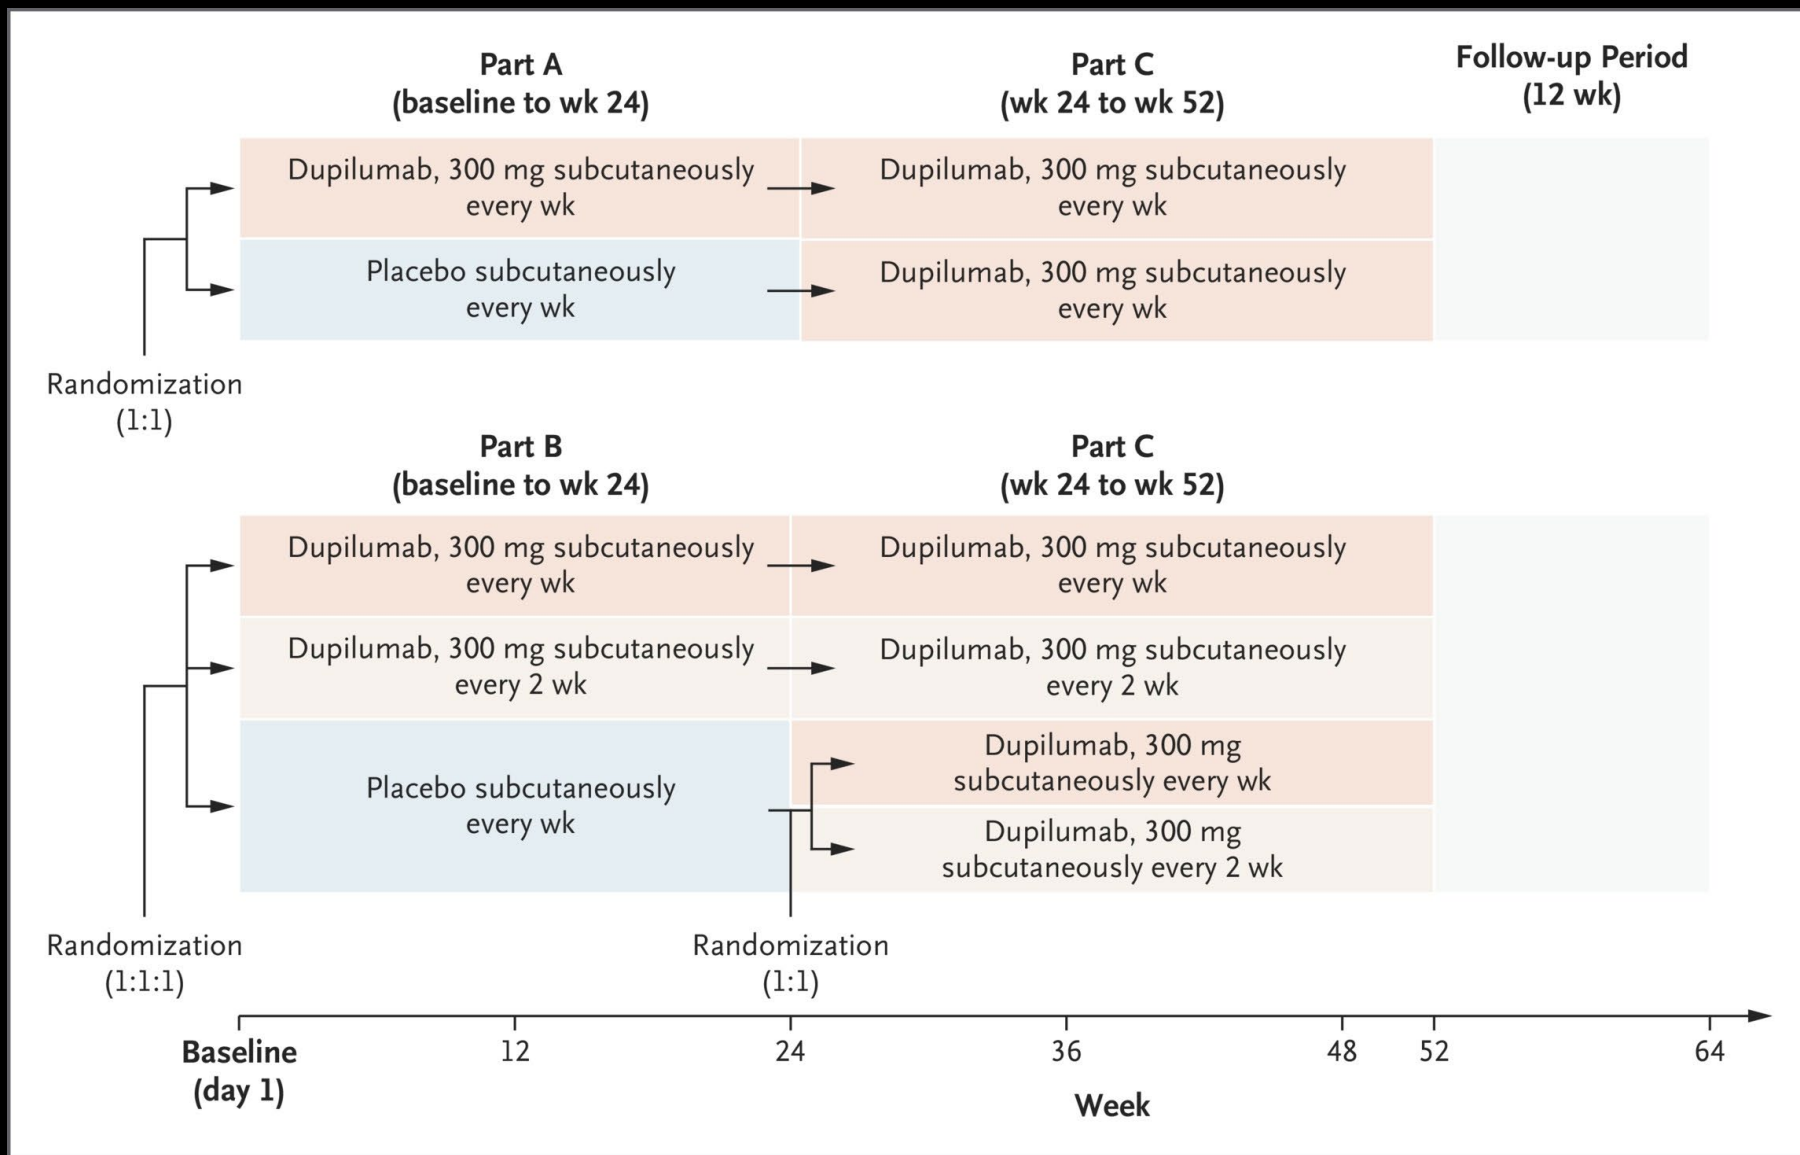 Part A
(baseline to wk 24)
Part C
(wk 24 to wk 52)
Follow-up Period
(12 wk)
Dupilumab, 300 mg subcutaneously
every wk
Dupilumab, 300 mg subcutaneously
every wk
Placebo subcutaneously
every wk
Dupilumab, 300 mg subcutaneously
every wk
Randomization
(1:1)
Part B
(baseline to wk 24)
Part C
(wk 24 to wk 52)
Dupilumab, 300 mg subcutaneously
every wk
Dupilumab, 300 mg subcutaneously
every wk
Dupilumab, 300 mg subcutaneously
every 2 wk
Dupilumab, 300 mg subcutaneously
every 2 wk
Placebo subcutaneously
every wk
Dupilumab, 300 mg
subcutaneously every wk
Dupilumab, 300 mg
subcutaneously every 2 wk
Randomization
(1:1:1)
Randomization
(1:1)
Baseline
(day 1)
12
24
36
48
52
64
Week